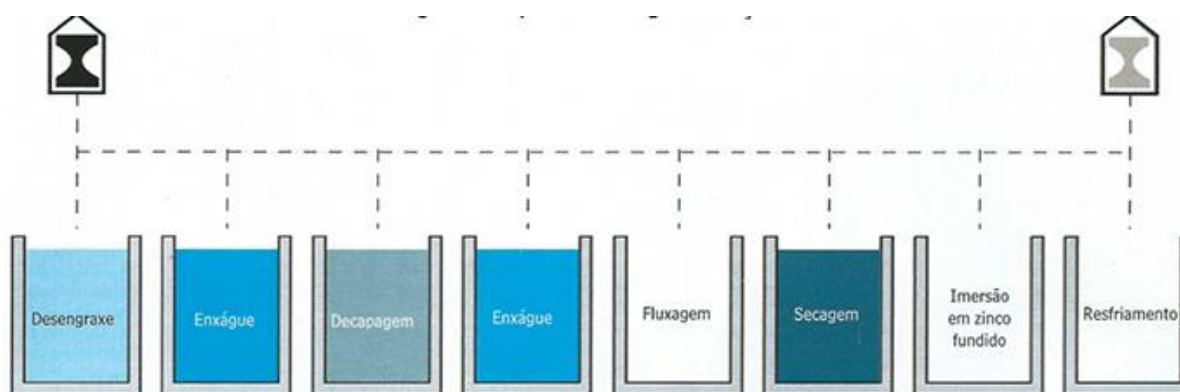 Desengraxe
Enxágue
Decapagem
Enxágue
Fluxagem
Secagem
Imersão
em zinco
fundido
Resfriamento